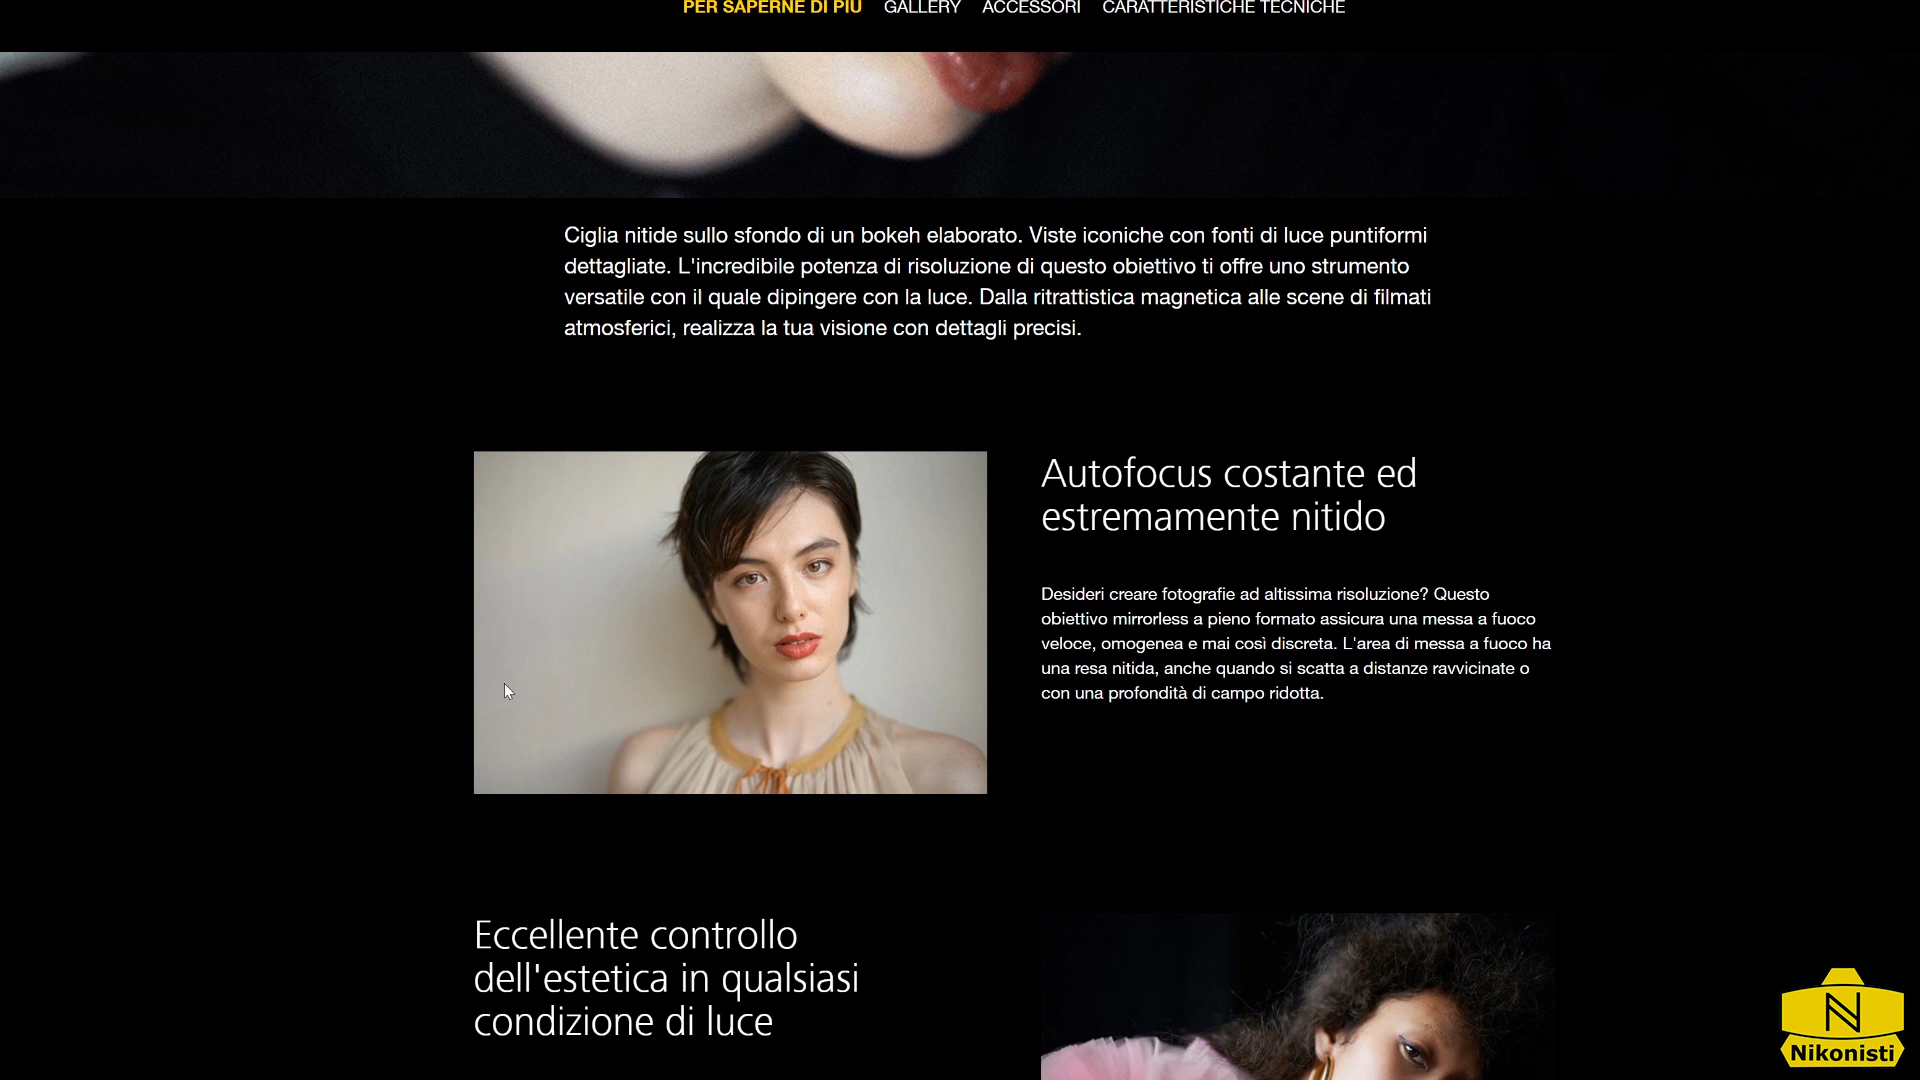 PER SAPERNE DI PIÙ GALLERY ACCESSORI CARATTERISTICHE TECNICHE
Ciglia nitide sullo sfondo di un bokeh elaborato. Viste iconiche con fonti di luce puntiformi
dettagliate. L'incredibile potenza di risoluzione di questo obiettivo ti offre uno strumento
versatile con il quale dipingere con la luce. Dalla ritrattistica magnetica alle scene di filmati
atmosferici, realizza la tua visione con dettagli precisi.
Autofocus costante ed
estremamente nitido
Desideri creare fotografie ad altissima risoluzione? Questo
obiettivo mirrorless a pieno formato assicura una messa a fuoco
veloce, omogenea e mai così discreta. L'area di messa a fuoco ha
una resa nitida, anche quando si scatta a distanze ravvicinate o
con una profondità di campo ridotta.
Eccellente controllo
dell'estetica in qualsiasi
condizione di luce
N
Nikonisti